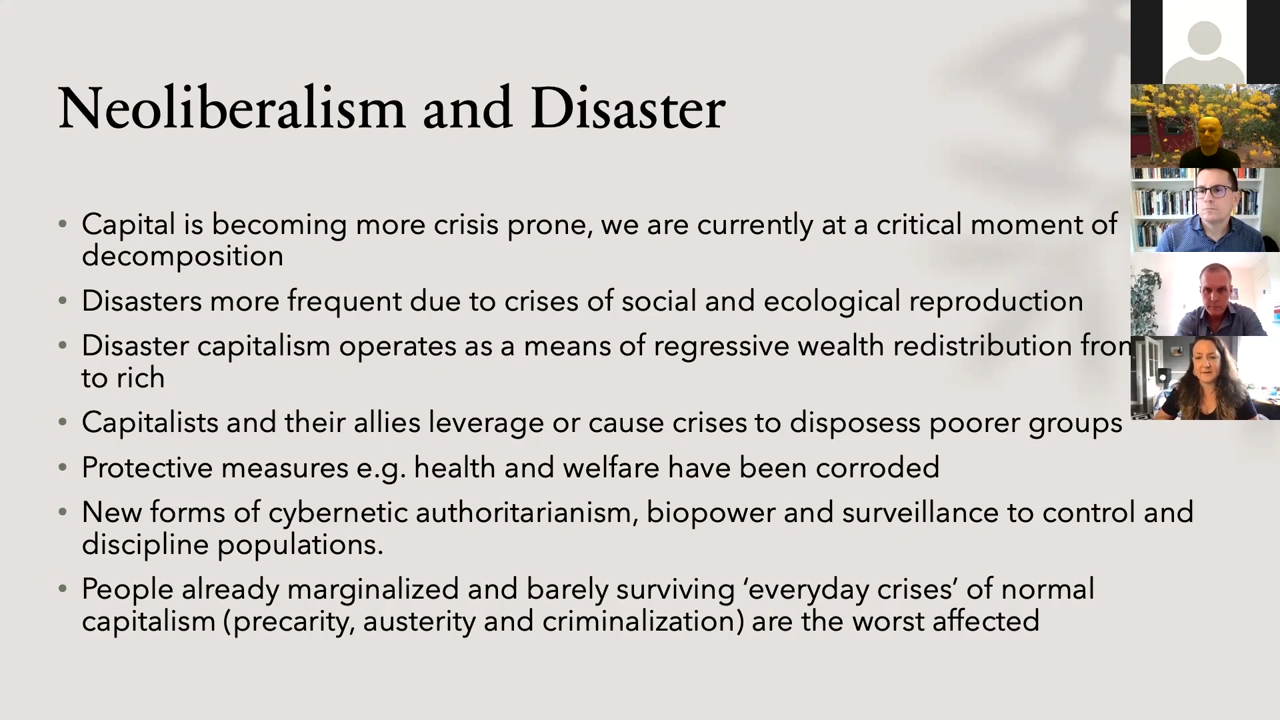 Neoliberalism and Disaster
• Capital is becoming more crisis prone, we are currently at a critical moment of
decomposition
• Disasters more frequent due to crises of social and ecological reproduction
• Disaster capitalism operates as a means of regressive wealth redistribution from
to rich
• Capitalists and their allies leverage or cause crises to disposess poorer groups
• Protective measures e.g. health and welfare have been corroded
• New forms of cybernetic authoritarianism, biopower and surveillance to control and
discipline populations.
• People already marginalized and barely surviving ‘everyday crises’ of normal
capitalism (precarity, austerity and criminalization) are the worst affected